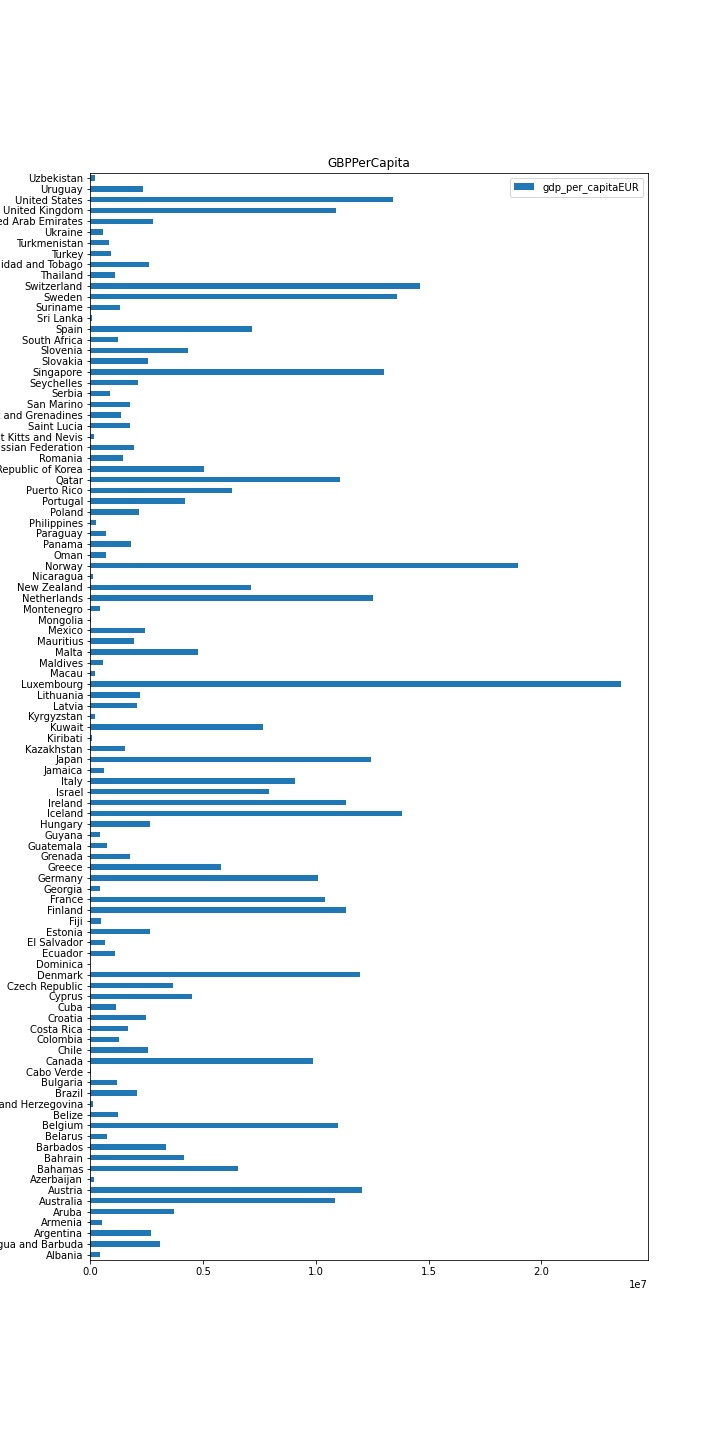 GBPPerCapita
gdp_per_capitaEUR
Uzbekistan
Uruguay
United States
United Kingdom
ed Arab Emirates
Ukraine
Turkmenistan
Turkey
idad and Tobago
Thailand
Switzerland
Sweden
Suriname
Sri Lanka
Spain
South Africa
Slovenia
Slovakia
Singapore
Seychelles
Serbia
San Marino
and Grenadines
Saint Lucia
t Kitts and Nevis
ssian Federation
Romania
Republic of Korea
Qatar
Puerto Rico
Portugal
Poland
Philippines
Paraguay
Panama
Oman
Norway
Nicaragua
New Zealand
Netherlands
Montenegro
Mongolia
Mexico
Mauritius
Malta
Maldives
Macau
Luxembourg
Lithuania
Latvia
Kyrgyzstan
Kuwait
Kiribati
Kazakhstan
Japan
Jamaica
Italy
Israel
Ireland
Iceland
Hungary
Guyana
Guatemala
Grenada
Greece
Germany
Georgia
France
Finland
Fiji
Estonia
El Salvador
Ecuador
Dominica
Denmark
Czech Republic
Cyprus
Cuba
Croatia
Costa Rica
Colombia
Chile
Canada
Cabo Verde
Bulgaria
Brazil
and Herzegovina
Belize
Belgium
Belarus
Barbados
Bahrain
Bahamas
Azerbaijan
Austria
Australia
Aruba
Armenia
Argentina
gua and Barbuda
Albania
0.0 0.5 1.0 1.5 2.0
1e7